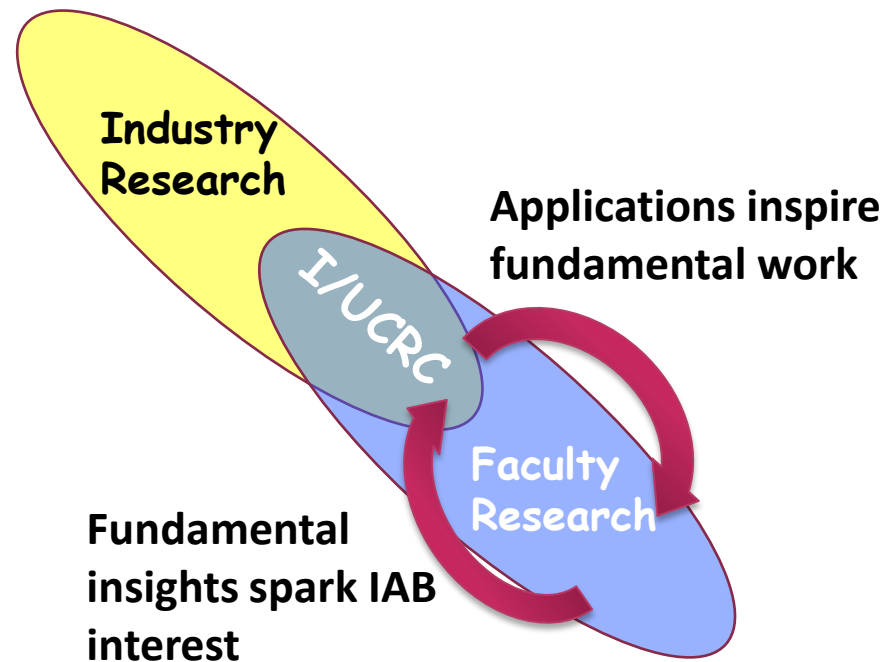 Industry
Research
Applications inspire
fundamental work
I/UCRC
Faculty
Research
Fundamental
insights spark IAB
interest